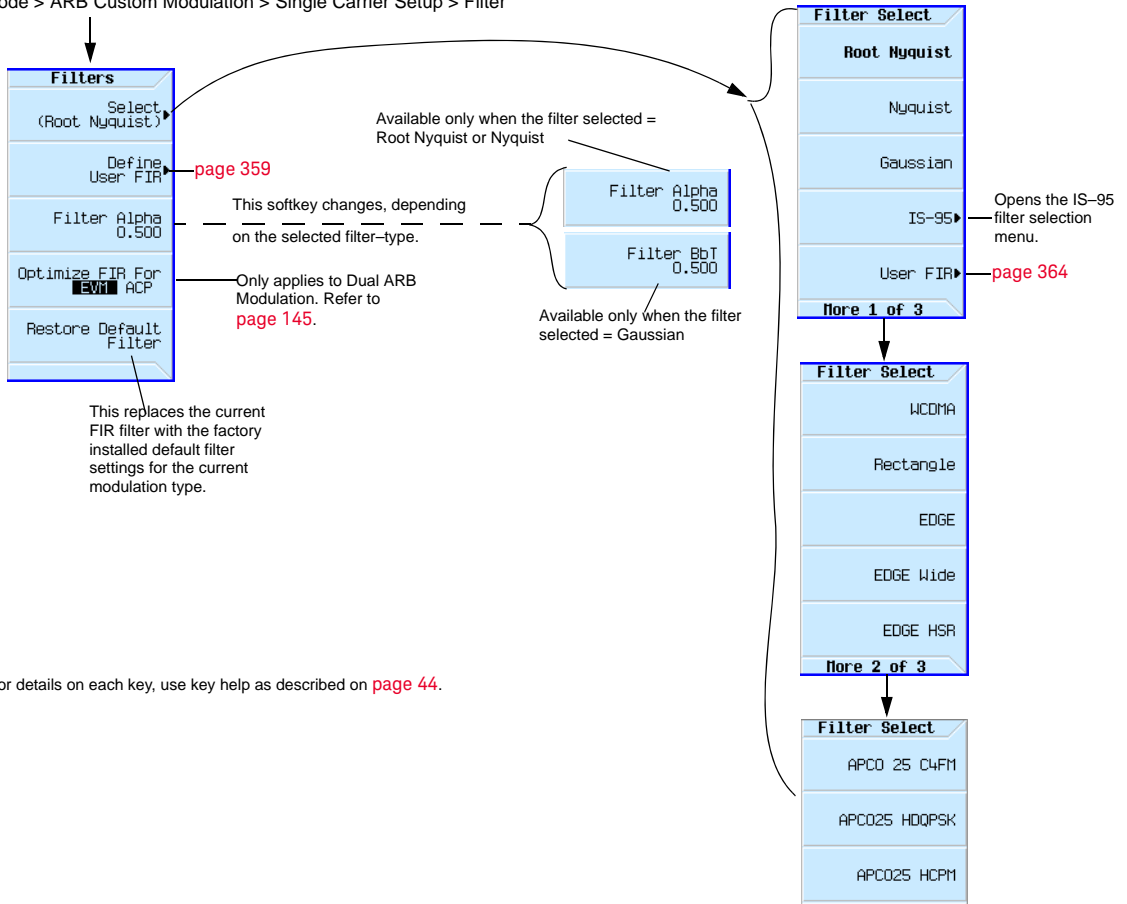 ode > ARB Custom Modulation > Single Carrier Setup > Filter
Filters
Select
(Root Nyquist)
Define
User FIR
page 359
Filter Alpha
0.500
This softkey changes, depending
on the selected filter–type.
Optimize FIR For
EVM ACP
Only applies to Dual ARB
Modulation. Refer to
page 145.
Restore Default
Filter
This replaces the current
FIR filter with the factory
installed default filter
settings for the current
modulation type.
Available only when the filter selected =
Root Nyquist or Nyquist
Filter Alpha
0.500
Filter BbT
0.500
Available only when the filter
selected = Gaussian
Filter Select
Root Nyquist
Nyquist
Gaussian
IS-95
Opens the IS–95
filter selection
menu.
User FIR
page 364
More 1 of 3
Filter Select
WCDMA
Rectangle
EDGE
EDGE Wide
EDGE HSR
More 2 of 3
Filter Select
APCO 25 C4FM
APCO25 HDQPSK
APCO25 HCPM
or details on each key, use key help as described on page 44.